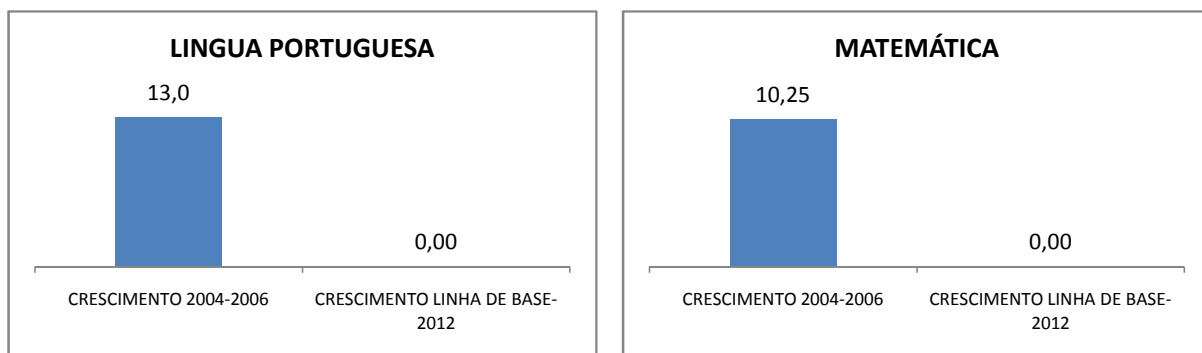 LINGUA PORTUGUESA
13,0
0,00
CRESCIMENTO 2004-2006
CRESCIMENTO LINHA DE BASE-
2012
MATEMÁTICA
10,25
0,00
CRESCIMENTO 2004-2006
CRESCIMENTO LINHA DE BASE-
2012